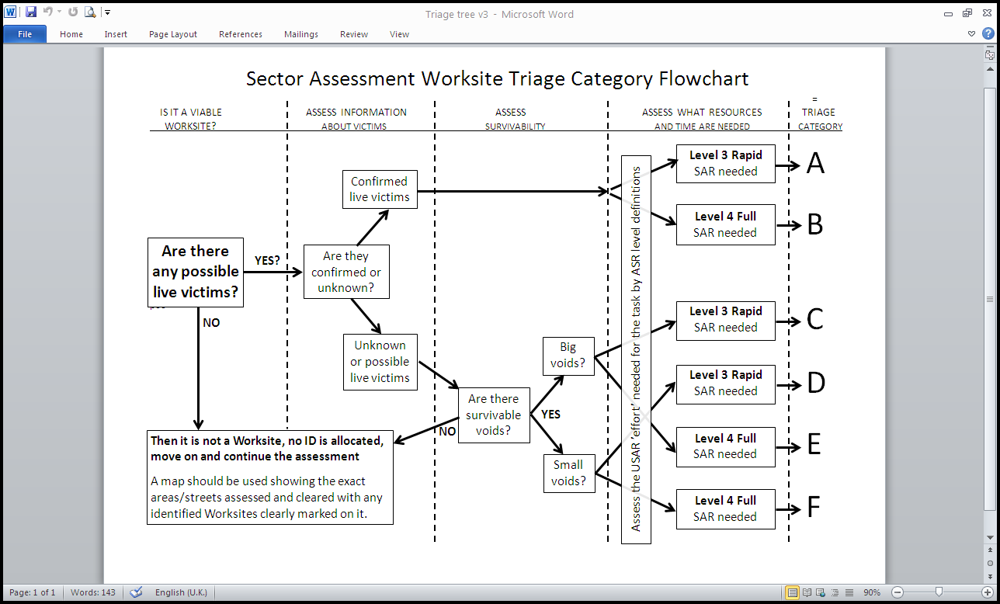 Triage tree v3 - Microsoft Word
File Home Insert Page Layout References Mailings Review View
Sector Assessment Worksite Triage Category Flowchart
IS IT A VIABLE
WORKSITE?
ASSESS INFORMATION
ABOUT VICTIMS
ASSESS
SURVIVABILITY
ASSESS WHAT RESOURCES
AND TIME ARE NEEDED
=
TRIAGE
CATEGORY
Are there
any possible
live victims?
YES?
NO
Are they
confirmed or
unknown?
Confirmed
live victims
Unknown
or possible
live victims
Are there
survivable
voids?
NO
YES
Big
voids?
Small
voids?
Assess the USAR 'effort' needed for the task by ASR level definitions
Level 3 Rapid
SAR needed
A
Level 4 Full
SAR needed
B
Level 3 Rapid
SAR needed
C
Level 3 Rapid
SAR needed
D
Level 4 Full
SAR needed
E
Level 4 Full
SAR needed
F
Then it is not a Worksite, no ID is allocated,
move on and continue the assessment
A map should be used showing the exact
areas/streets assessed and cleared with any
identified Worksites clearly marked on it.
Page: 1 of 1 Words: 143 English (U.K.) 90%